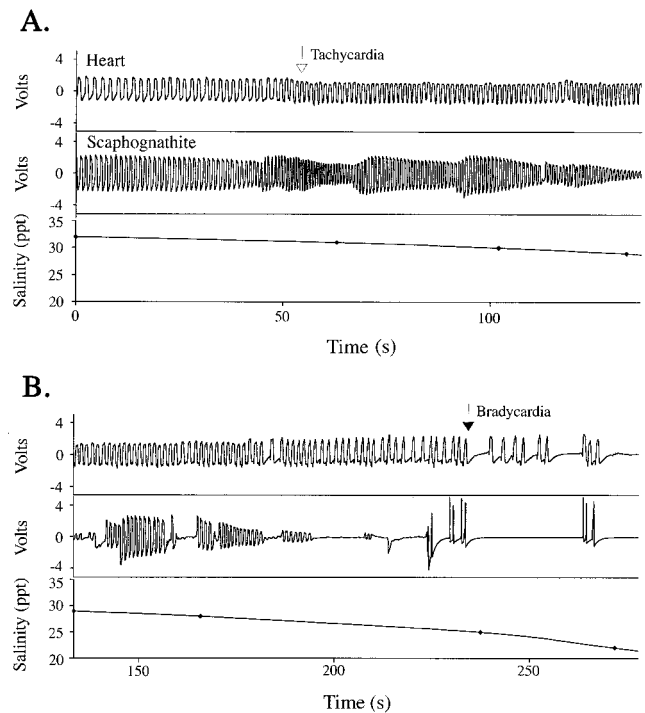 A.
Heart
Tachycardia
4
0
-4
Volts
Scaphognathite
4
0
-4
Volts
35
30
25
20
Salinity (ppt)
0 50 100
Time (s)
B.
Bradycardia
4
0
-4
Volts
4
0
-4
Volts
35
30
25
20
Salinity (ppt)
150 200 250
Time (s)